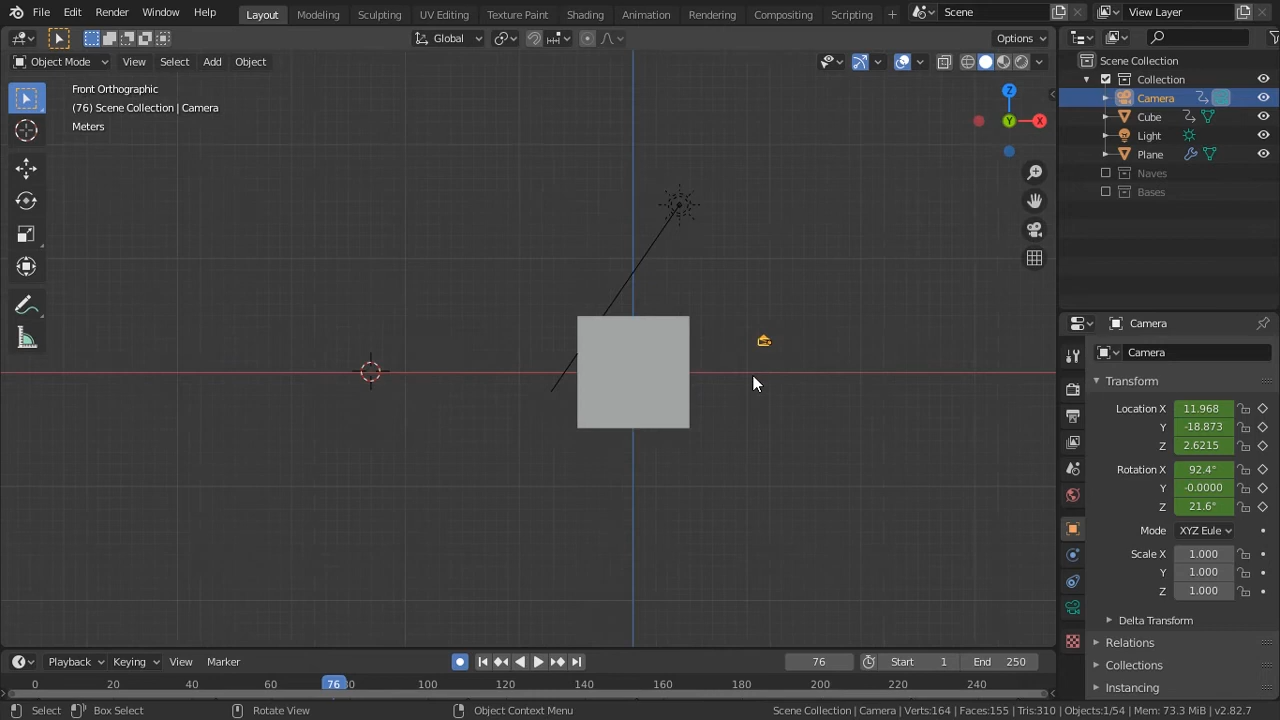 File Edit Render Window Help Layout Modeling Sculpting UV Editing Texture Paint Shading Animation Rendering Compositing Scripting + Scene View Layer
Global Options
Object Mode View Select Add Object
Front Orthographic
(76) Scene Collection | Camera
Meters
Z
Y
X
Scene Collection
Collection
Camera
Cube
Light
Plane
Naves
Bases
Camera
Camera
Transform
Location X 11.968
Y -18.873
Z 2.6215
Rotation X 92.4°
Y -0.0000
Z 21.6°
Mode XYZ Eule
Scale X 1.000
Y 1.000
Z 1.000
Delta Transform
Relations
Collections
Instancing
Playback Keying View Marker 76 Start 1 End 250
0 20 40 60 76 80 100 120 140 160 180 200 220 240
Select Box Select Rotate View Object Context Menu Scene Collection | Camera | Verts:164 | Faces:155 | Tris:310 | Objects:1/54 | Mem: 73.3 MiB | v2.82.7